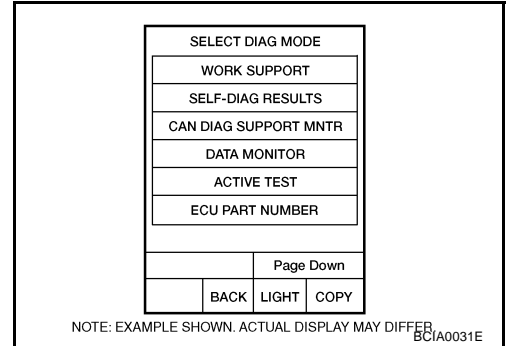 SELECT DIAG MODE
WORK SUPPORT
SELF-DIAG RESULTS
CAN DIAG SUPPORT MNTR
DATA MONITOR
ACTIVE TEST
ECU PART NUMBER
Page Down
BACK LIGHT COPY
NOTE: EXAMPLE SHOWN. ACTUAL DISPLAY MAY DIFFER.
BCIA0031E